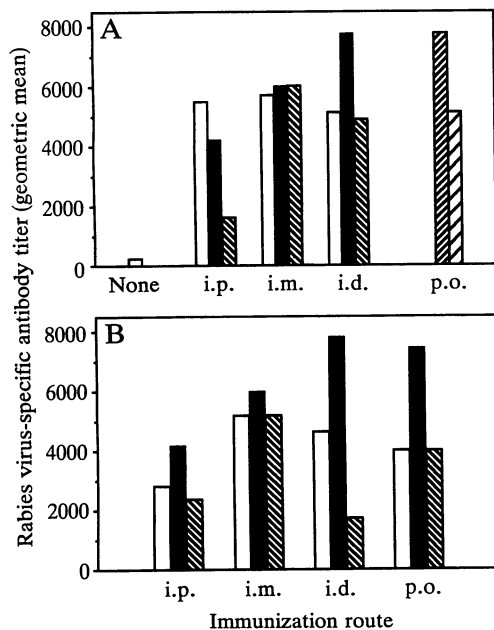 Rabies virus-specific antibody titer (geometric mean)
A
8000
6000
4000
2000
0
None i.p. i.m. i.d. p.o.
B
8000
6000
4000
2000
0
i.p. i.m. i.d. p.o.
Immunization route